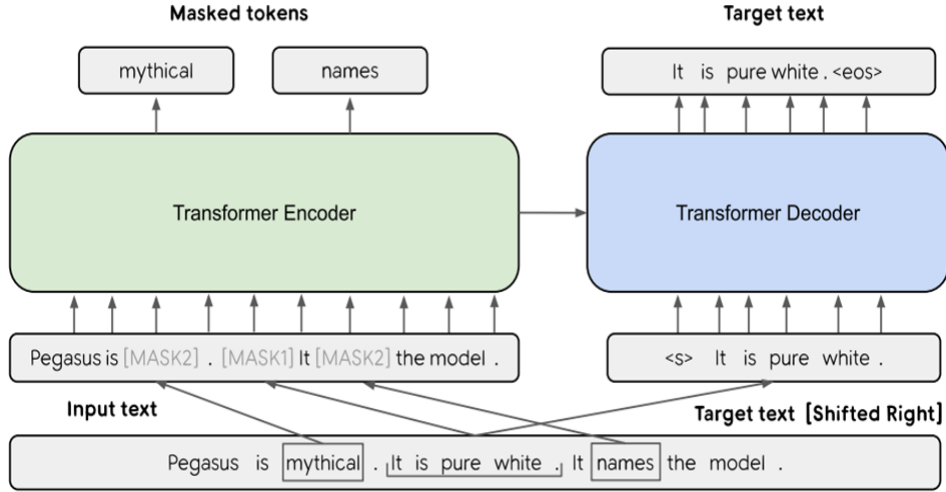 Masked tokens
Target text
mythical
names
It is pure white . <eos>
Transformer Encoder
Transformer Decoder
Pegasus is [MASK2] . [MASK1] It [MASK2] the model .
<s> It is pure white .
Input text
Target text [Shifted Right]
Pegasus is mythical . It is pure white . It names the model .